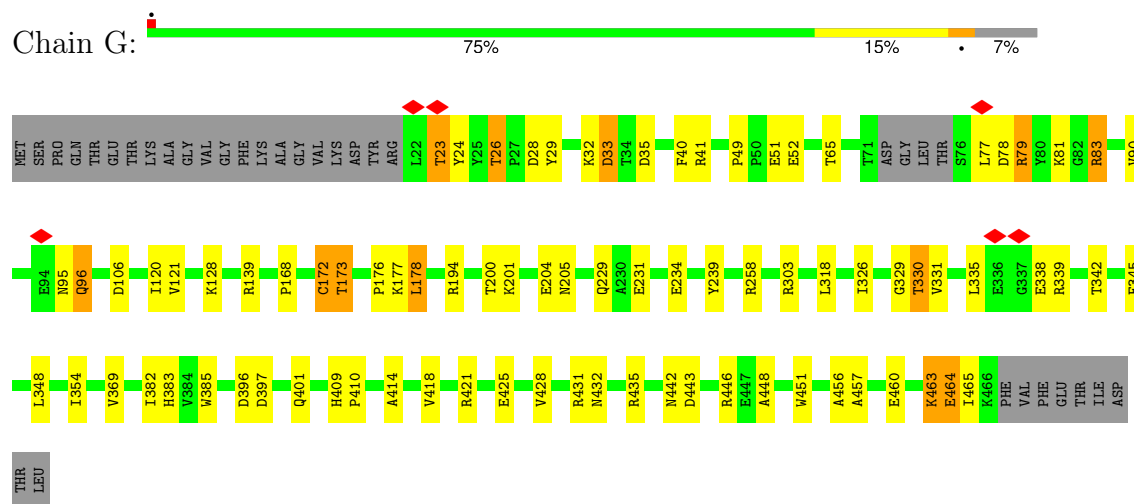 Chain G:
75% 15% • 7%
MET SER PRO GLN THR GLU THR LYS ALA GLY VAL GLY PHE LYS ALA GLY VAL LYS ASP TYR ARG L22 T23 Y24 Y25 T26 P27 D28 Y29 K32 D33 T34 D35 F40 R41 P49 P50 E51 E52 T65 T71 ASP GLY LEU THR S76 L77 D78 R79 Y80 K81 G82 R83
E94 N95 Q96 D106 I120 V121 K128 R139 P168 C172 T173 P176 K177 L178 R194 T200 K201 E204 N205 Q229 A230 E231 E234 Y239 R258 R303 L318 I326 G329 T330 V331 L335 E336 G337 E338 R339 T342
L348 I354 V369 I382 H383 V384 W385 D396 D397 Q401 H409 P410 A414 V418 R421 E425 V428 R431 N432 R435 N442 D443 R446 E447 A448 W451 A456 A457 E460 K463 E464 I465 K466 PHE VAL PHE GLU THR ILE ASP
THR LEU